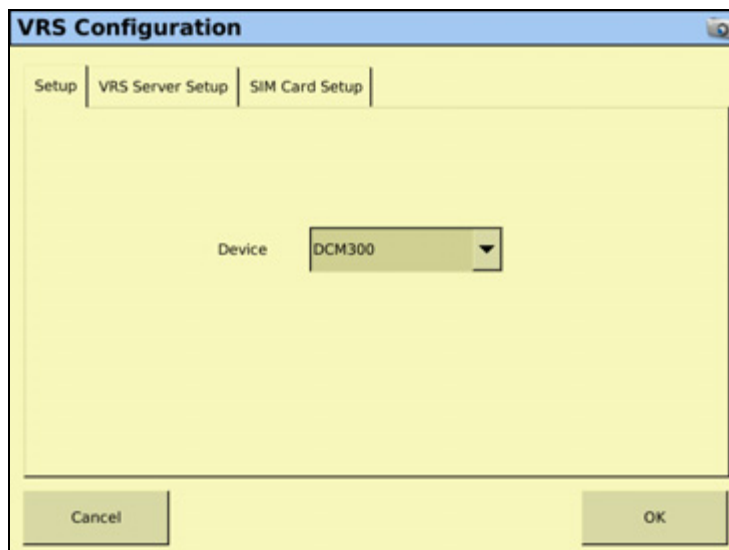 VRS Configuration
Setup VRS Server Setup SIM Card Setup
Device DCM300
Cancel OK